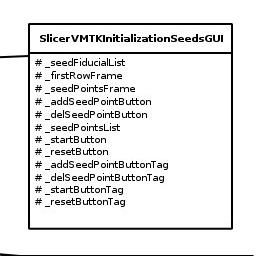 SlicerVMTKInitializationSeedsGUI
# _seedFiducialList
# _firstRowFrame
# _seedPointsFrame
# _addSeedPointButton
# _delSeedPointButton
# _seedPointsList
# _startButton
# _resetButton
# _addSeedPointButtonTag
# _delSeedPointButtonTag
# _startButtonTag
# _resetButtonTag